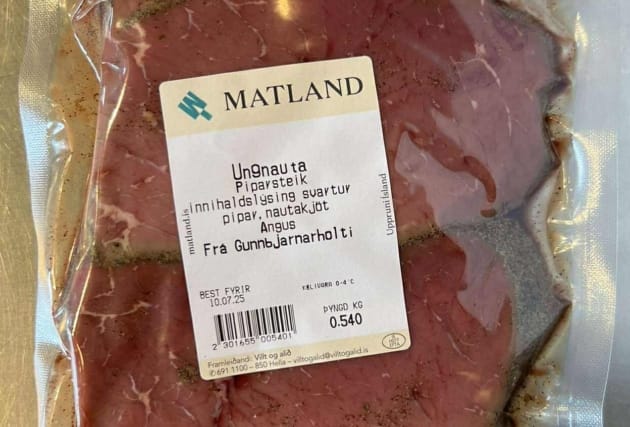 MATLAND
Ungnauta
Piparsteik
innihaldslýsing svartur
pipar, nautakjöt
Angus
Frá Gunnbjarnarholti
matland.is
Uppruni Ísland
BEST FYRIR
10.07.25
KÆLIVARA 0-4°C
ÞYNGD KG
0.540
2 301655 005401
Framleiðandi: Villt og alið
✆ 691 1100 – 850 Hella – villtogalid@villtogalid.is